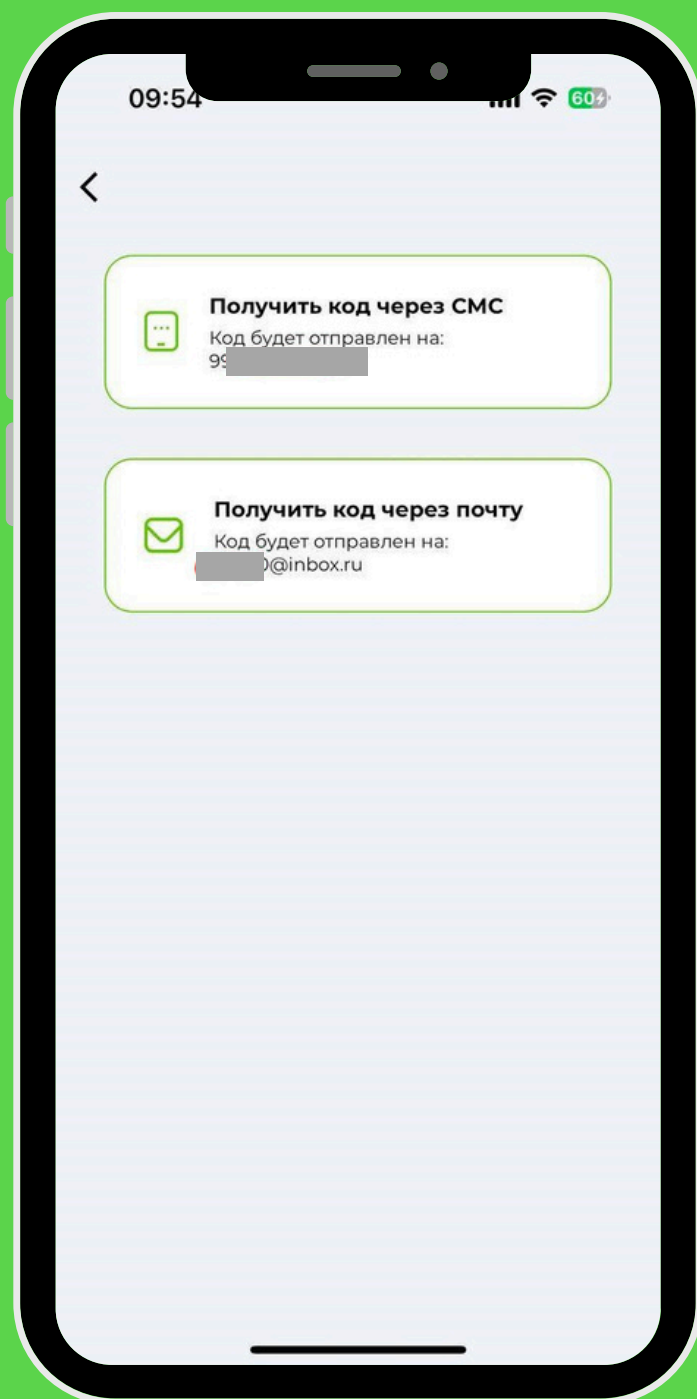 09:54
60
Получить код через СМС
Код будет отправлен на:
99
Получить код через почту
Код будет отправлен на:
0@inbox.ru